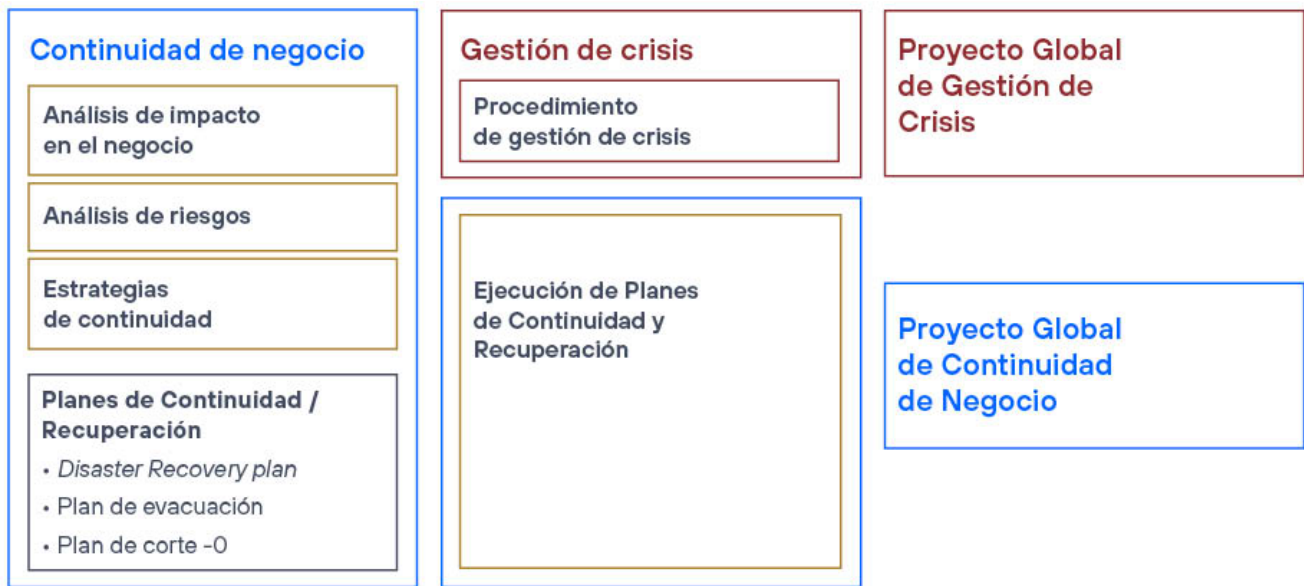 Continuidad de negocio
Análisis de impacto
en el negocio
Análisis de riesgos
Estrategias
de continuidad
Planes de Continuidad /
Recuperación
• Disaster Recovery plan
• Plan de evacuación
• Plan de corte -0
Gestión de crisis
Procedimiento
de gestión de crisis
Ejecución de Planes
de Continuidad y
Recuperación
Proyecto Global
de Gestión de
Crisis
Proyecto Global
de Continuidad
de Negocio